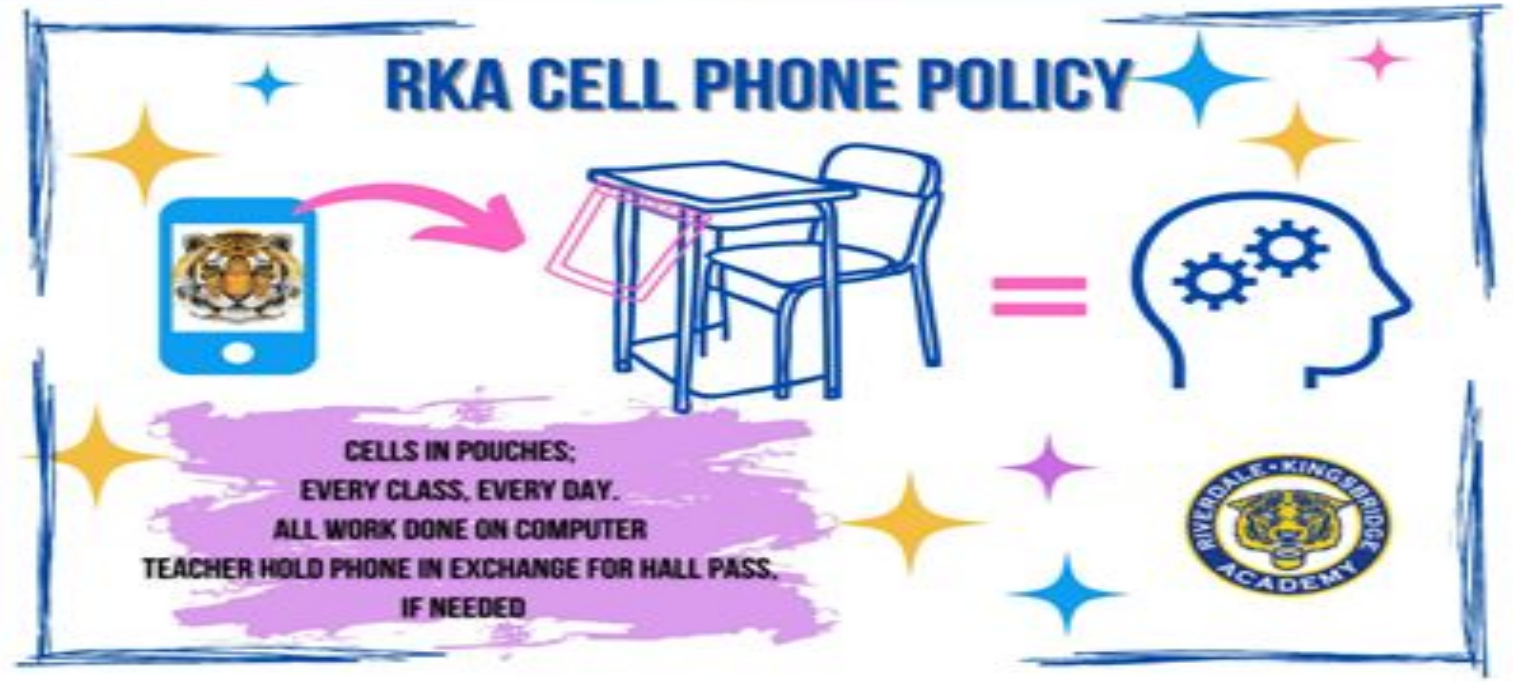 RKA CELL PHONE POLICY
CELLS IN POUCHES;
EVERY CLASS, EVERY DAY.
ALL WORK DONE ON COMPUTER
TEACHER HOLD PHONE IN EXCHANGE FOR HALL PASS,
IF NEEDED
RIVERDALE • KINGSBRIDGE
ACADEMY